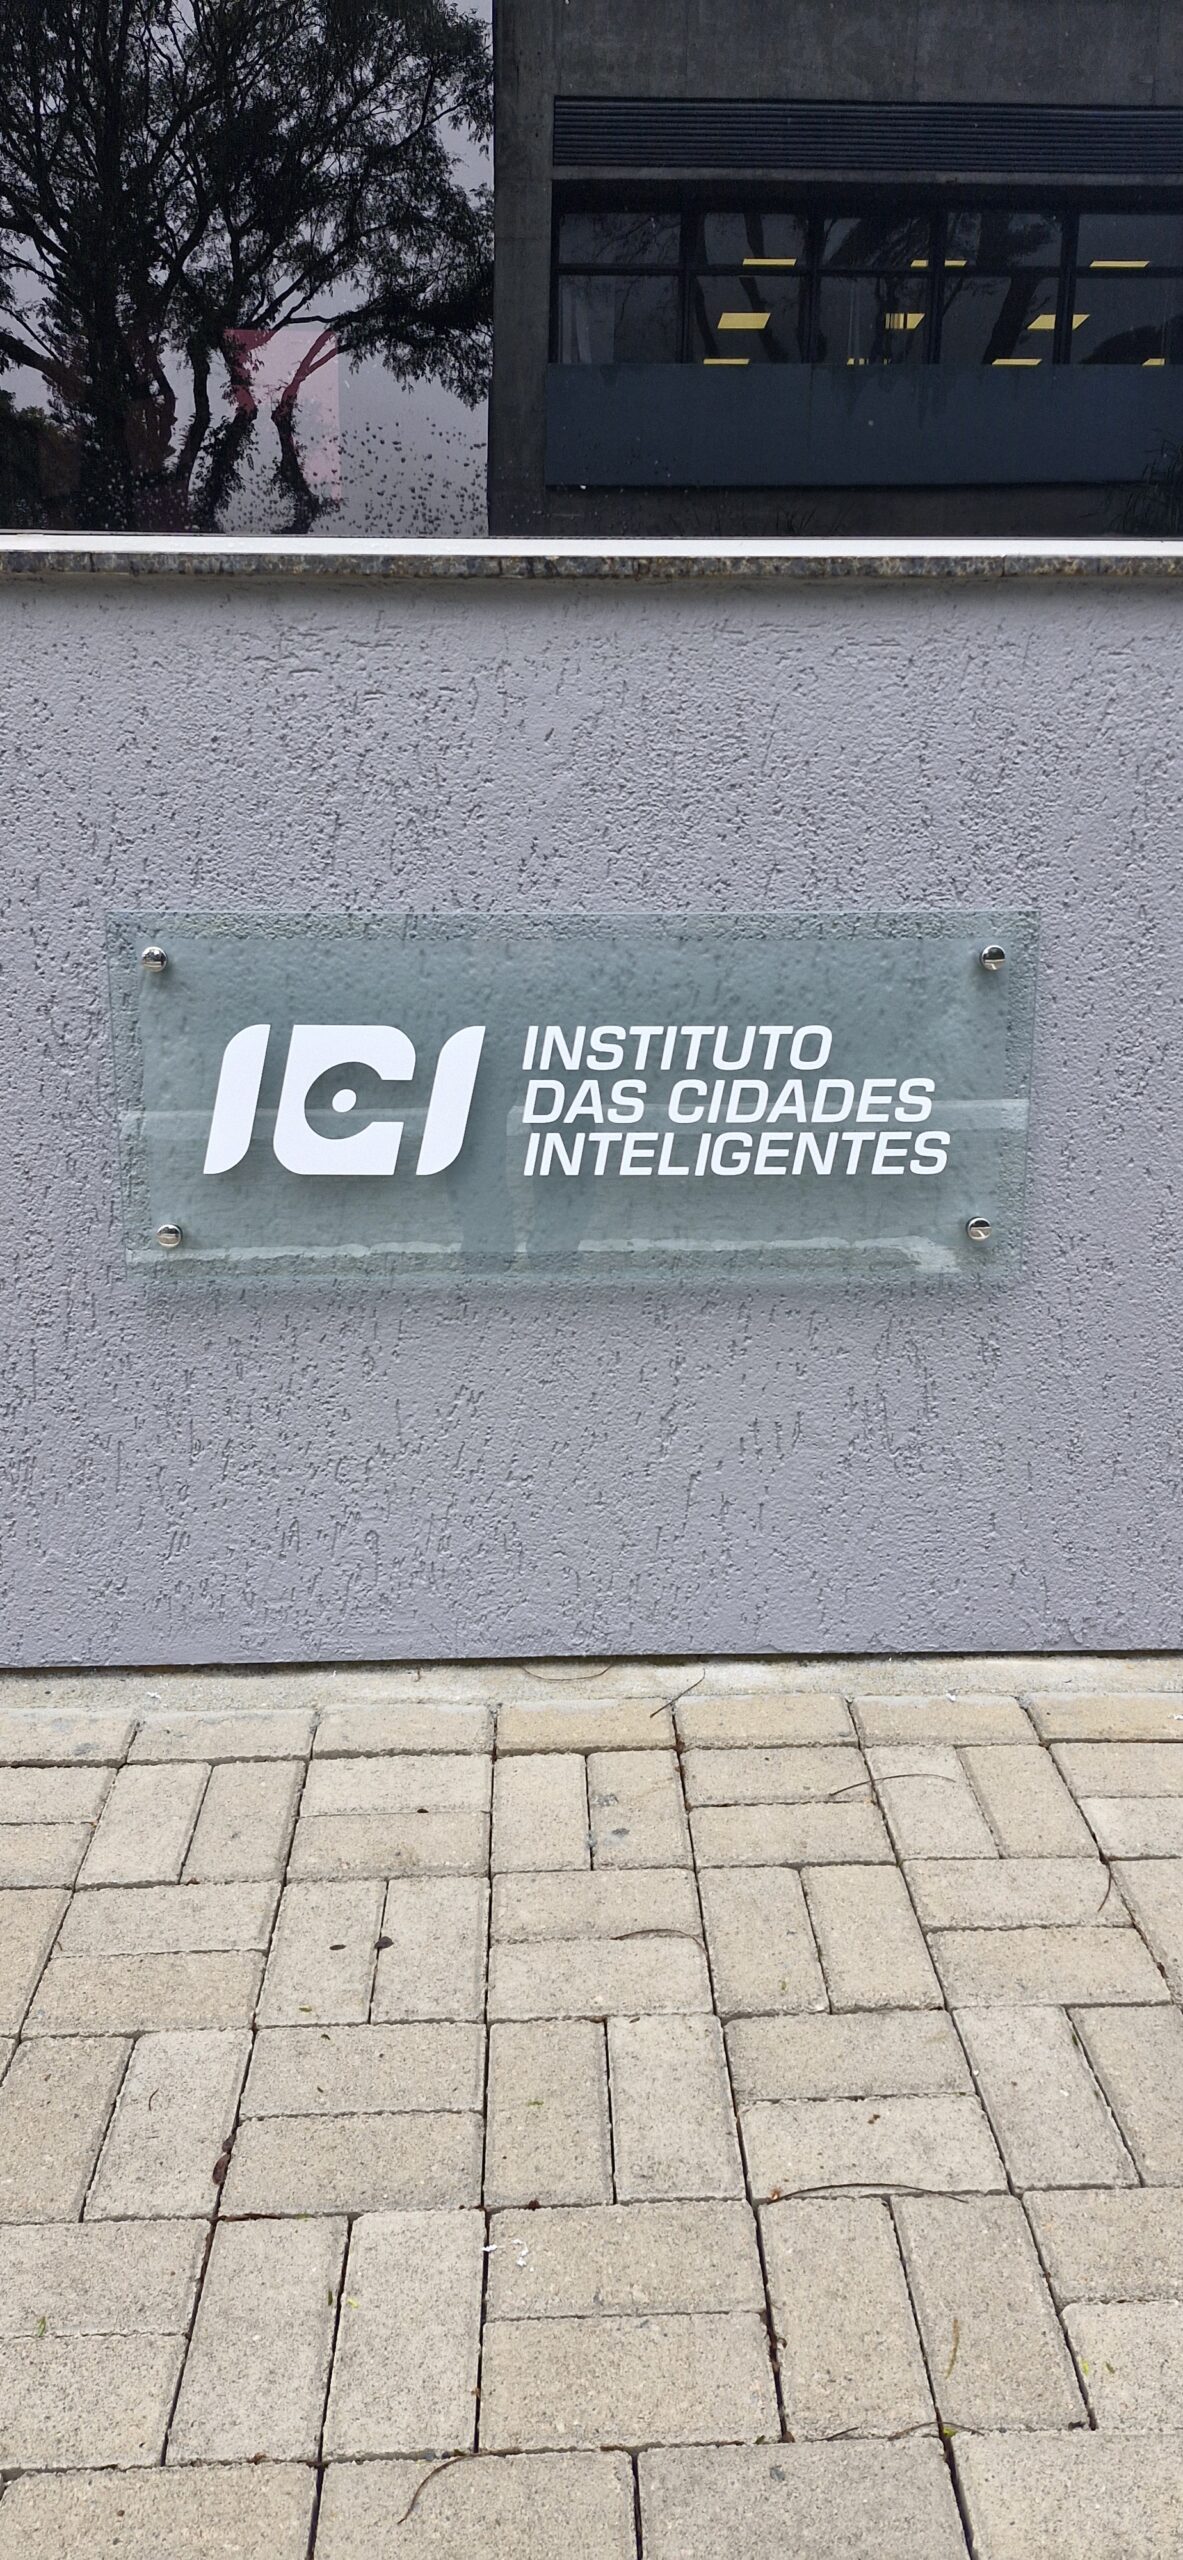 ICI
INSTITUTO
DAS CIDADES
INTELIGENTES